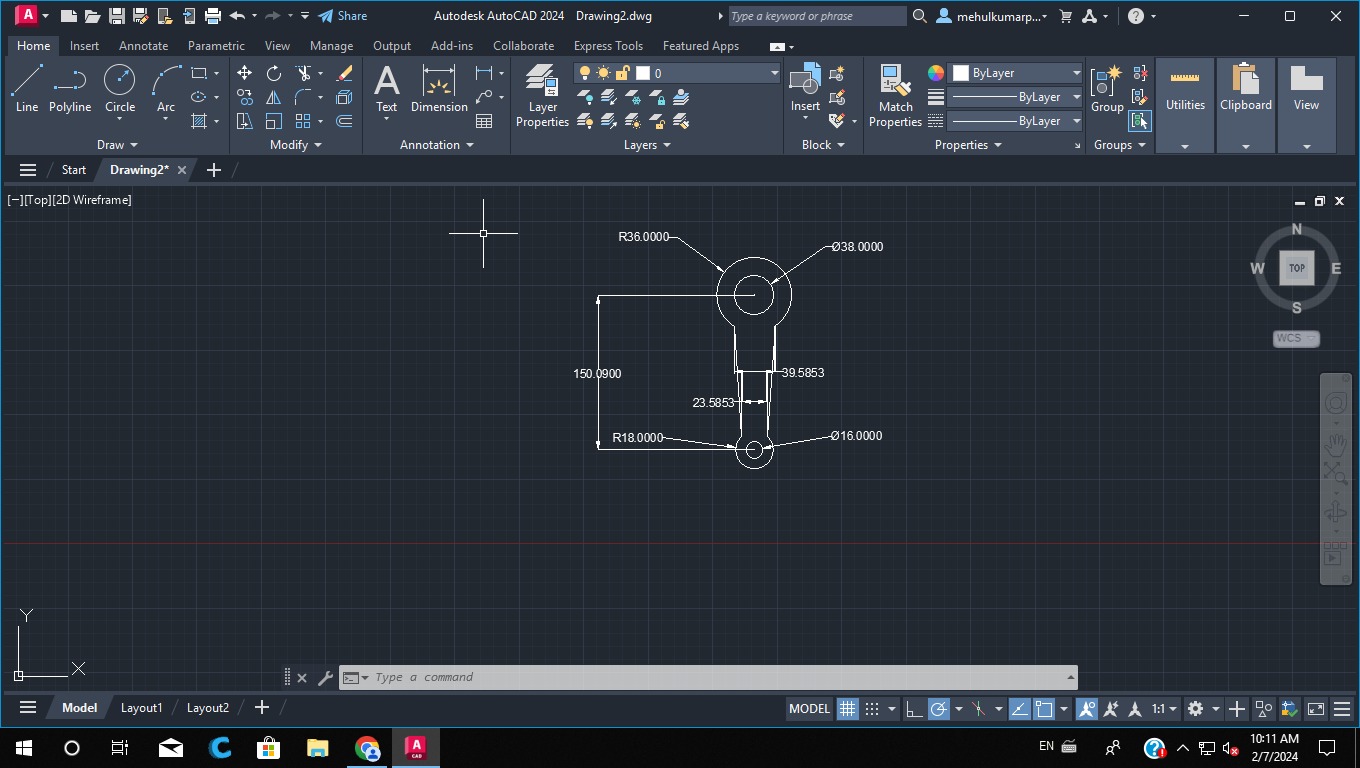 Share
Autodesk AutoCAD 2024 Drawing2.dwg
Type a keyword or phrase
mehulkumarp...
Home Insert Annotate Parametric View Manage Output Add-ins Collaborate Express Tools Featured Apps
Line Polyline Circle Arc
Draw
Modify
Text Dimension
Annotation
Layer
Properties
0
Layers
Insert
Block
Match
Properties
ByLayer
ByLayer
ByLayer
Properties
Group
Groups
Utilities
Clipboard
View
Start Drawing2*
[−][Top][2D Wireframe]
R36.0000
Ø38.0000
150.0900
39.5853
23.5853
R18.0000
Ø16.0000
N
W TOP E
S
WCS
Y
X
Type a command
Model Layout1 Layout2
MODEL
1:1
A
CAD
EN
10:11 AM
2/7/2024